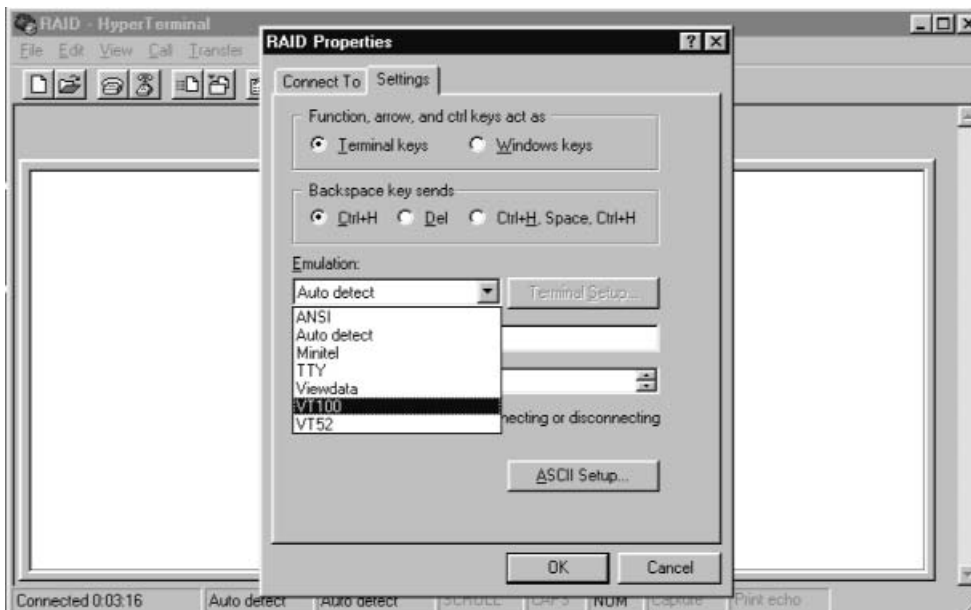 RAID - HyperTerminal
File Edit View Call Transfer
RAID Properties
Connect To Settings
Function, arrow, and ctrl keys act as
Terminal keys Windows keys
Backspace key sends
Ctrl+H Del Ctrl+H, Space, Ctrl+H
Emulation:
Auto detect Terminal Setup...
ANSI
Auto detect
Minitel
TTY
Viewdata
VT100
VT52
necting or disconnecting
ASCII Setup...
OK Cancel
Connected 0:03:16 Auto detect Auto detect SCROLL CAPS NUM Capture Print echo